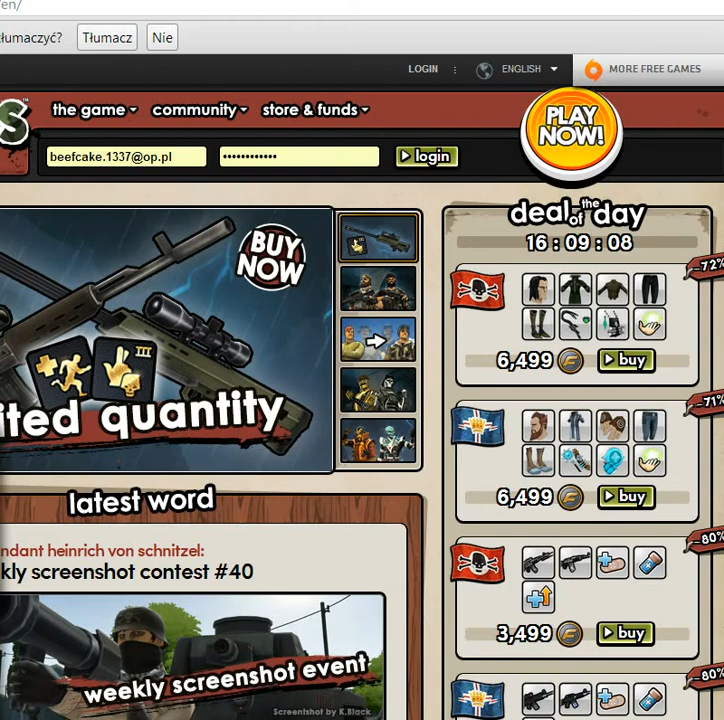 en/
łumaczyć? Tłumacz Nie
LOGIN : ENGLISH MORE FREE GAMES
S
the game community store & funds
PLAY NOW!
beefcake.1337@op.pl •••••••••••• login
deal of the day
16 : 09 : 08
BUY NOW
III
ited quantity
-72%
6,499 buy
-71%
6,499 buy
latest word
ndant heinrich von schnitzel:
kly screenshot contest #40
-80%
3,499 buy
weekly screenshot event
Screentshot by K.Black
-80%